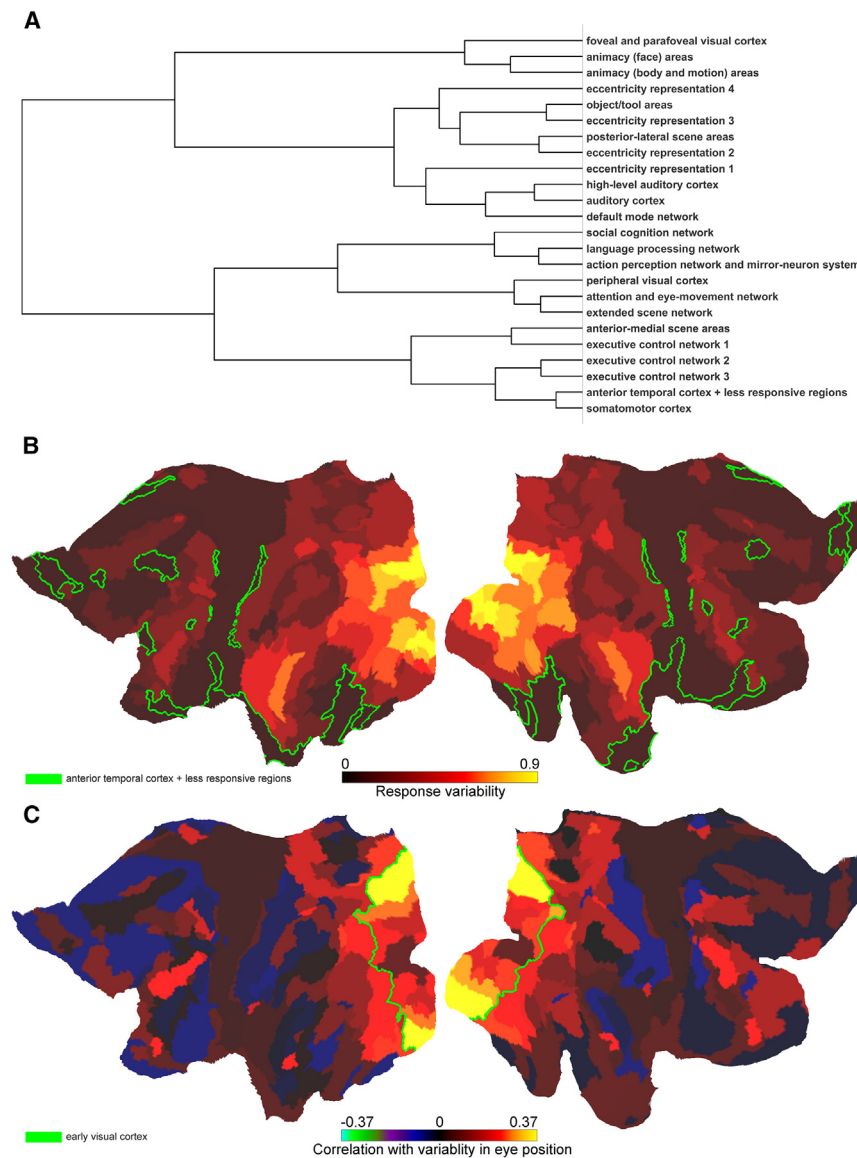 A
foveal and parafoveal visual cortex
animacy (face) areas
animacy (body and motion) areas
eccentricity representation 4
object/tool areas
eccentricity representation 3
posterior-lateral scene areas
eccentricity representation 2
eccentricity representation 1
high-level auditory cortex
auditory cortex
default mode network
social cognition network
language processing network
action perception network and mirror-neuron system
peripheral visual cortex
attention and eye-movement network
extended scene network
anterior-medial scene areas
executive control network 1
executive control network 2
executive control network 3
anterior temporal cortex + less responsive regions
somatomotor cortex
B
anterior temporal cortex + less responsive regions
0 0.9
Response variability
C
early visual cortex
-0.37 0 0.37
Correlation with variablity in eye position